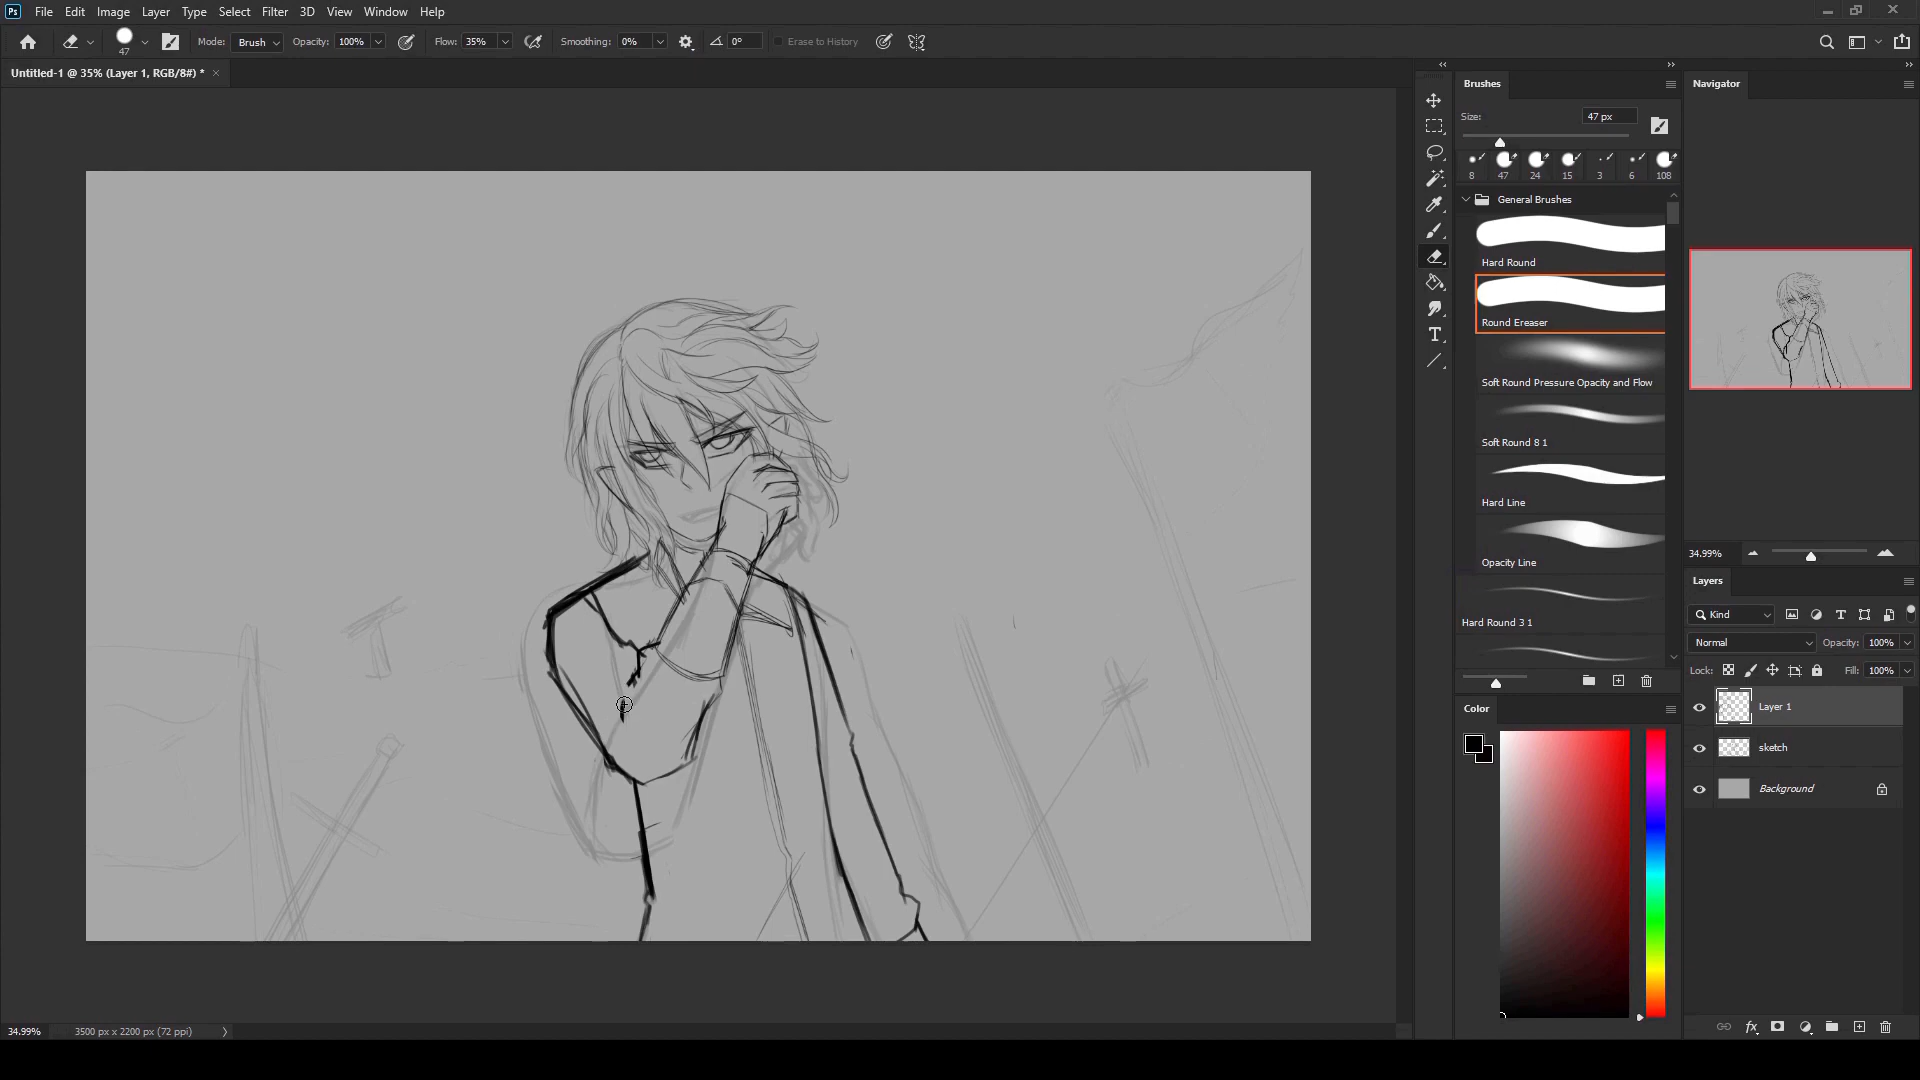 Ps File Edit Image Layer Type Select Filter 3D View Window Help
47 Mode: Brush Opacity: 100% Flow: 35% Smoothing: 0% 0° Erase to History
Untitled-1 @ 35% (Layer 1, RGB/8#) * ×
Brushes
Size: 47 px
8 47 24 15 3 6 108
General Brushes
Hard Round
Round Ereaser
Soft Round Pressure Opacity and Flow
Soft Round 8 1
Hard Line
Opacity Line
Hard Round 3 1
Color
Navigator
34.99%
Layers
Kind
Normal Opacity: 100%
Lock: Fill: 100%
Layer 1
sketch
Background
fx
34.99% 3500 px x 2200 px (72 ppi)